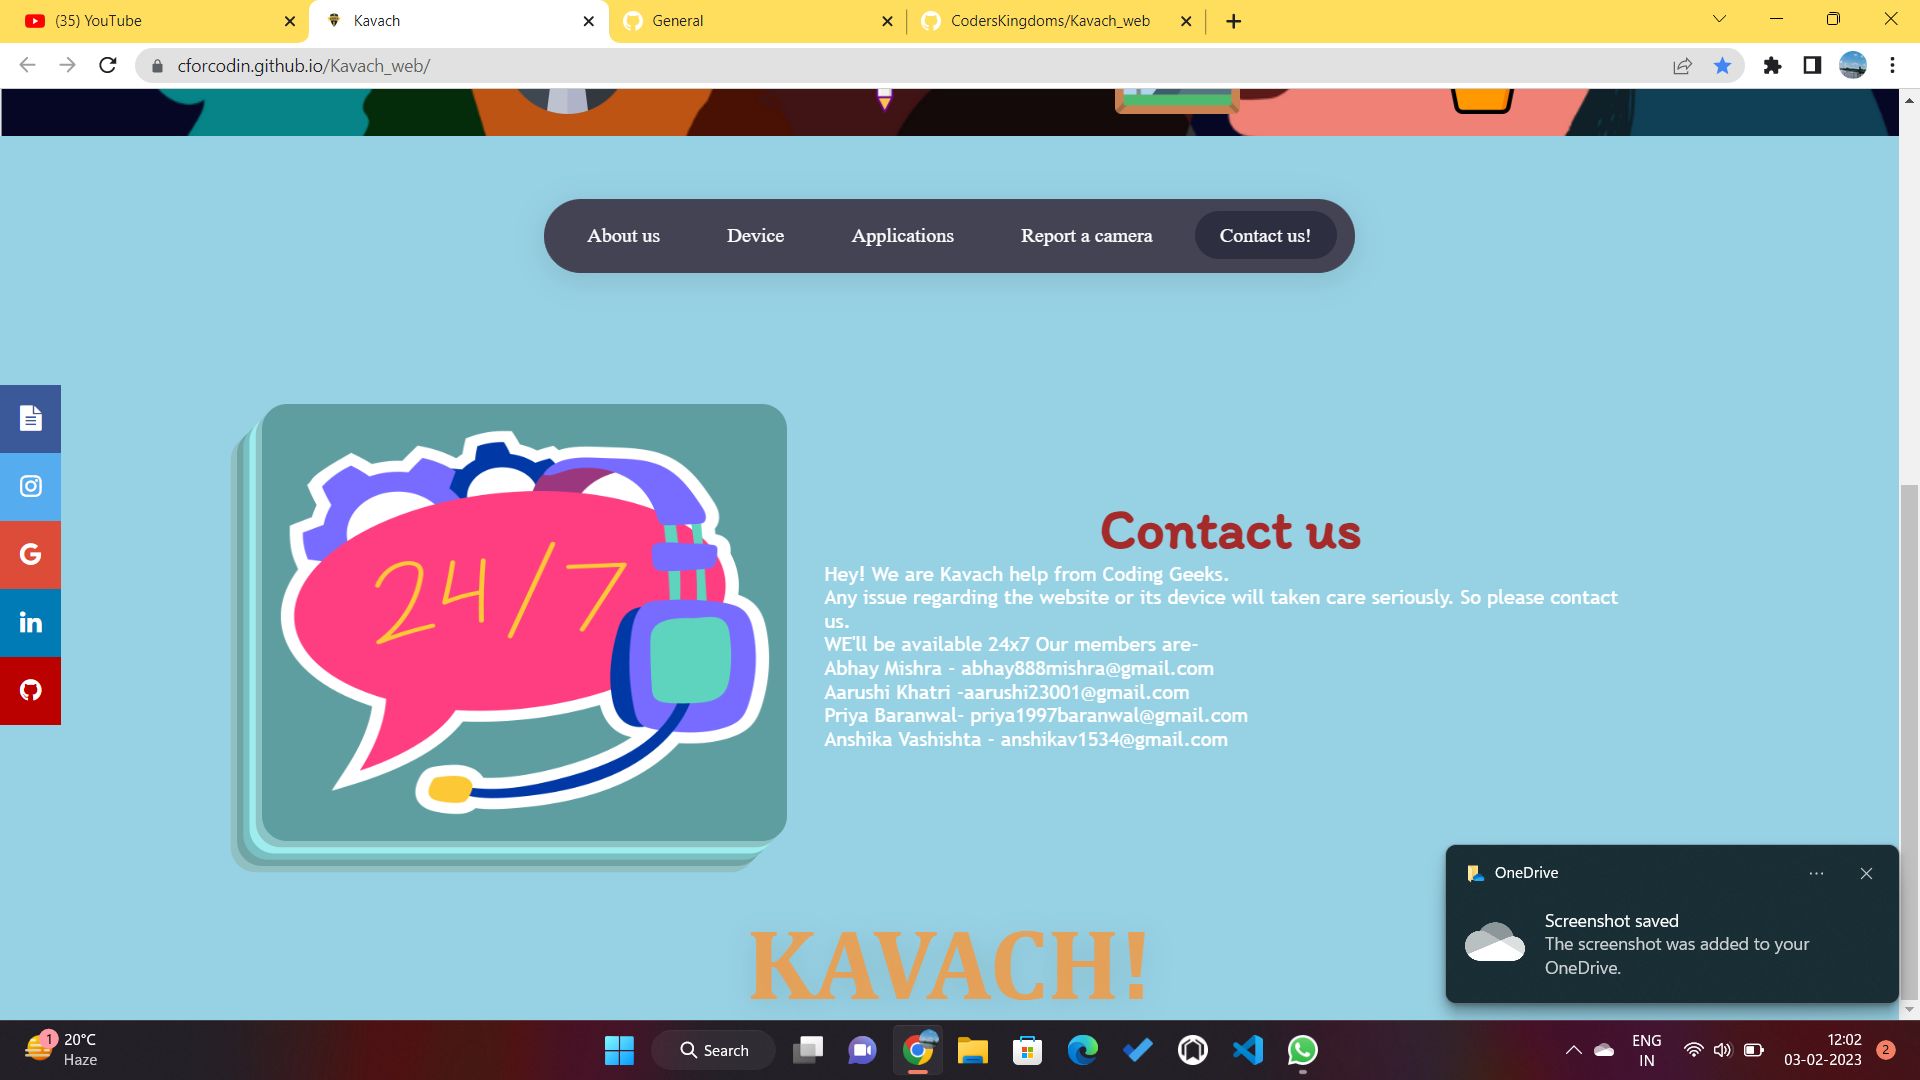 (35) YouTube
Kavach
General
CodersKingdoms/Kavach_web
cforcodin.github.io/Kavach_web/
About us
Device
Applications
Report a camera
Contact us!
24/7
Contact us
Hey! We are Kavach help from Coding Geeks.
Any issue regarding the website or its device will taken care seriously. So please contact
us.
WE'll be available 24x7 Our members are-
Abhay Mishra - abhay888mishra@gmail.com
Aarushi Khatri -aarushi23001@gmail.com
Priya Baranwal- priya1997baranwal@gmail.com
Anshika Vashishta - anshikav1534@gmail.com
KAVACH!
OneDrive
Screenshot saved
The screenshot was added to your
OneDrive.
1
20°C
Haze
Search
ENG
IN
12:02
03-02-2023
2